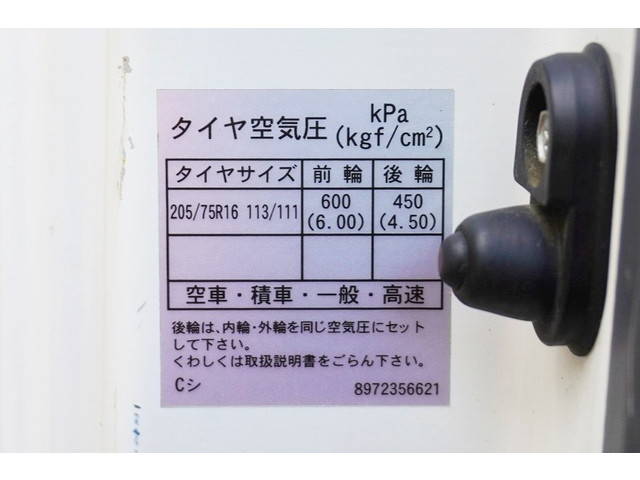 タイヤ空気圧 kPa (kgf/cm²)
タイヤサイズ 前輪 後輪
205/75R16 113/111 600 (6.00) 450 (4.50)
空車・積車・一般・高速
後輪は、内輪・外輪を同じ空気圧にセット
して下さい。
くわしくは取扱説明書をごらん下さい。
Cシ 8972356621